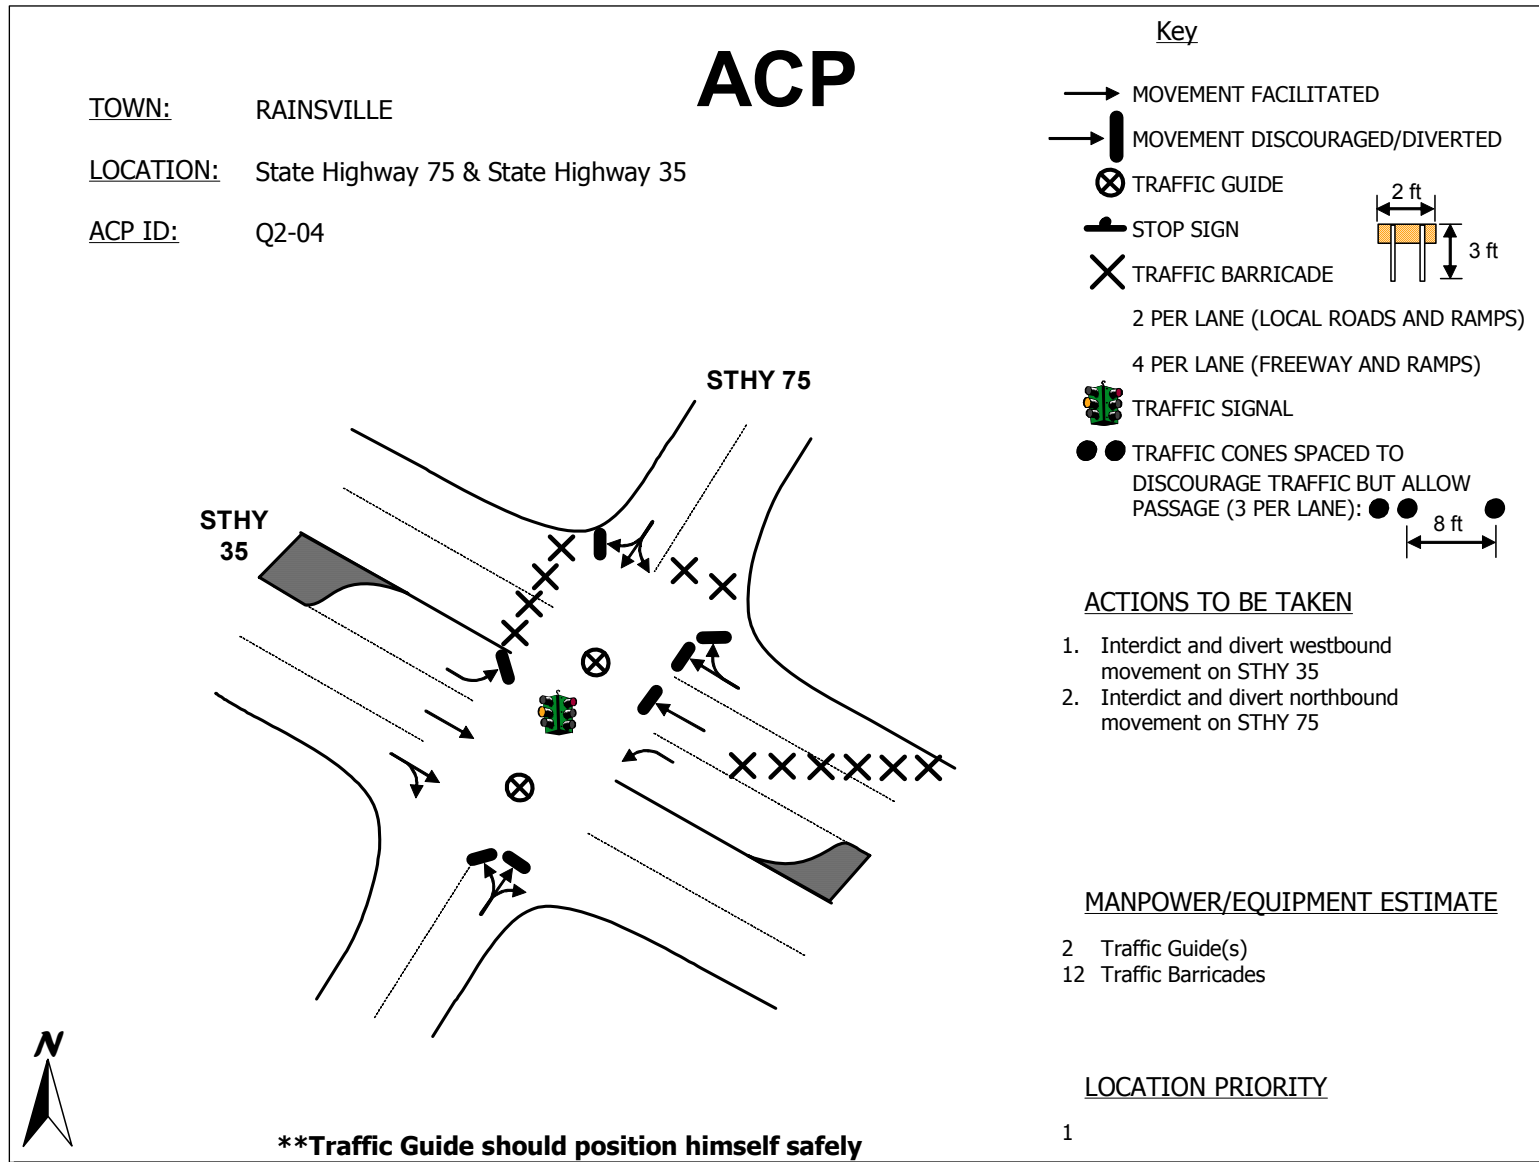 ACP
TOWN: RAINSVILLE
LOCATION: State Highway 75 & State Highway 35
ACP ID: Q2-04
Key
MOVEMENT FACILITATED
MOVEMENT DISCOURAGED/DIVERTED
TRAFFIC GUIDE
STOP SIGN
TRAFFIC BARRICADE
2 ft
3 ft
2 PER LANE (LOCAL ROADS AND RAMPS)
4 PER LANE (FREEWAY AND RAMPS)
TRAFFIC SIGNAL
TRAFFIC CONES SPACED TO
DISCOURAGE TRAFFIC BUT ALLOW
PASSAGE (3 PER LANE):
8 ft
STHY 75
STHY
35
ACTIONS TO BE TAKEN
1. Interdict and divert westbound
movement on STHY 35
2. Interdict and divert northbound
movement on STHY 75
MANPOWER/EQUIPMENT ESTIMATE
2 Traffic Guide(s)
12 Traffic Barricades
LOCATION PRIORITY
1
N
**Traffic Guide should position himself safely